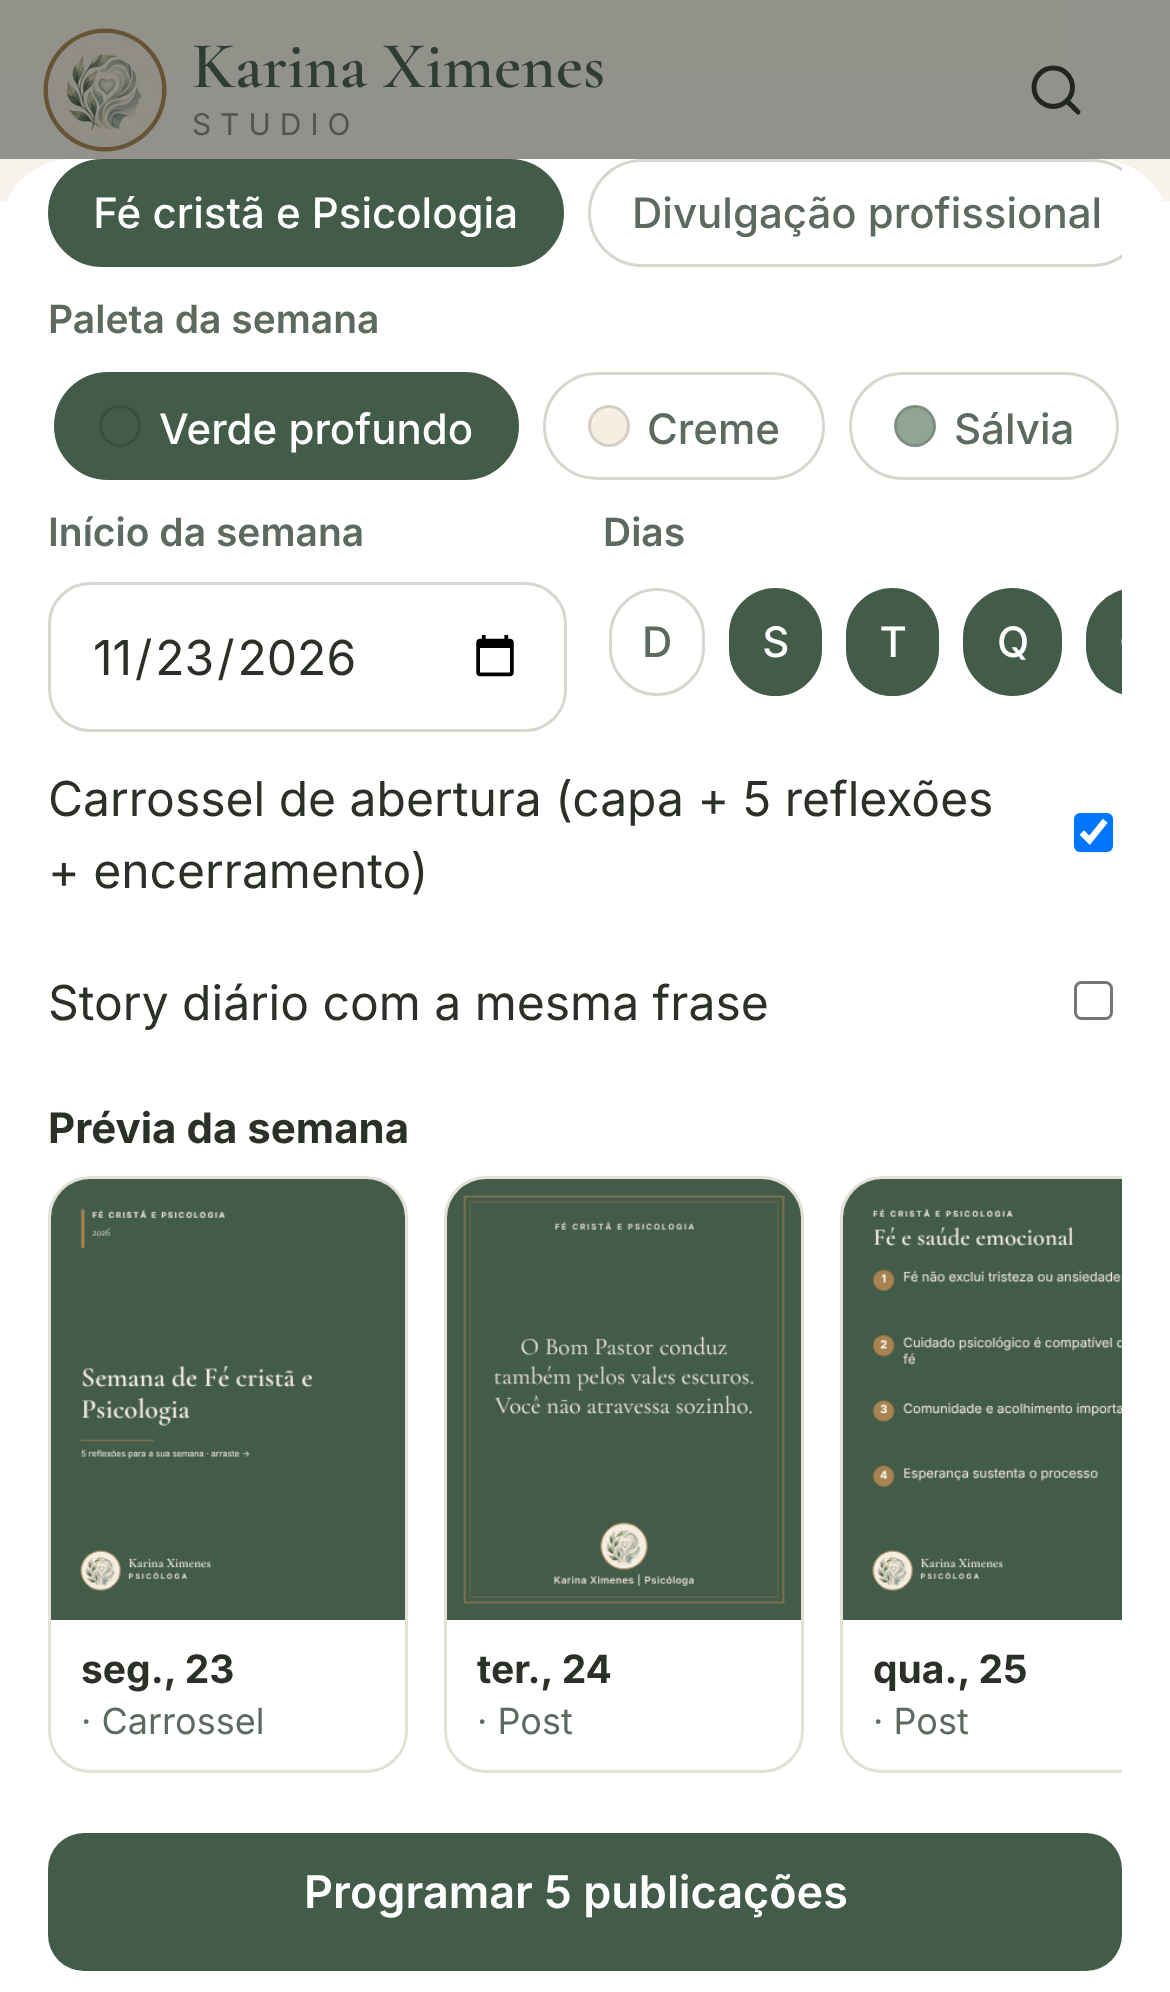 Karina Ximenes
STUDIO
Fé cristã e Psicologia
Divulgação profissional
Paleta da semana
Verde profundo
Creme
Sálvia
Início da semana
Dias
11/23/2026
D S T Q
Carrossel de abertura (capa + 5 reflexões
+ encerramento)
Story diário com a mesma frase
Prévia da semana
FÉ CRISTÃ E PSICOLOGIA
2026
Semana de Fé cristã e
Psicologia
5 reflexões para a sua semana · arraste →
Karina Ximenes
PSICÓLOGA
seg., 23
· Carrossel
FÉ CRISTÃ E PSICOLOGIA
O Bom Pastor conduz
também pelos vales escuros.
Você não atravessa sozinho.
Karina Ximenes | Psicóloga
ter., 24
· Post
FÉ CRISTÃ E PSICOLOGIA
Fé e saúde emocional
1 Fé não exclui tristeza ou ansiedade
2 Cuidado psicológico é compatível
fé
3 Comunidade e acolhimento
4 Esperança sustenta o processo
Karina Ximenes
PSICÓLOGA
qua., 25
· Post
Programar 5 publicações